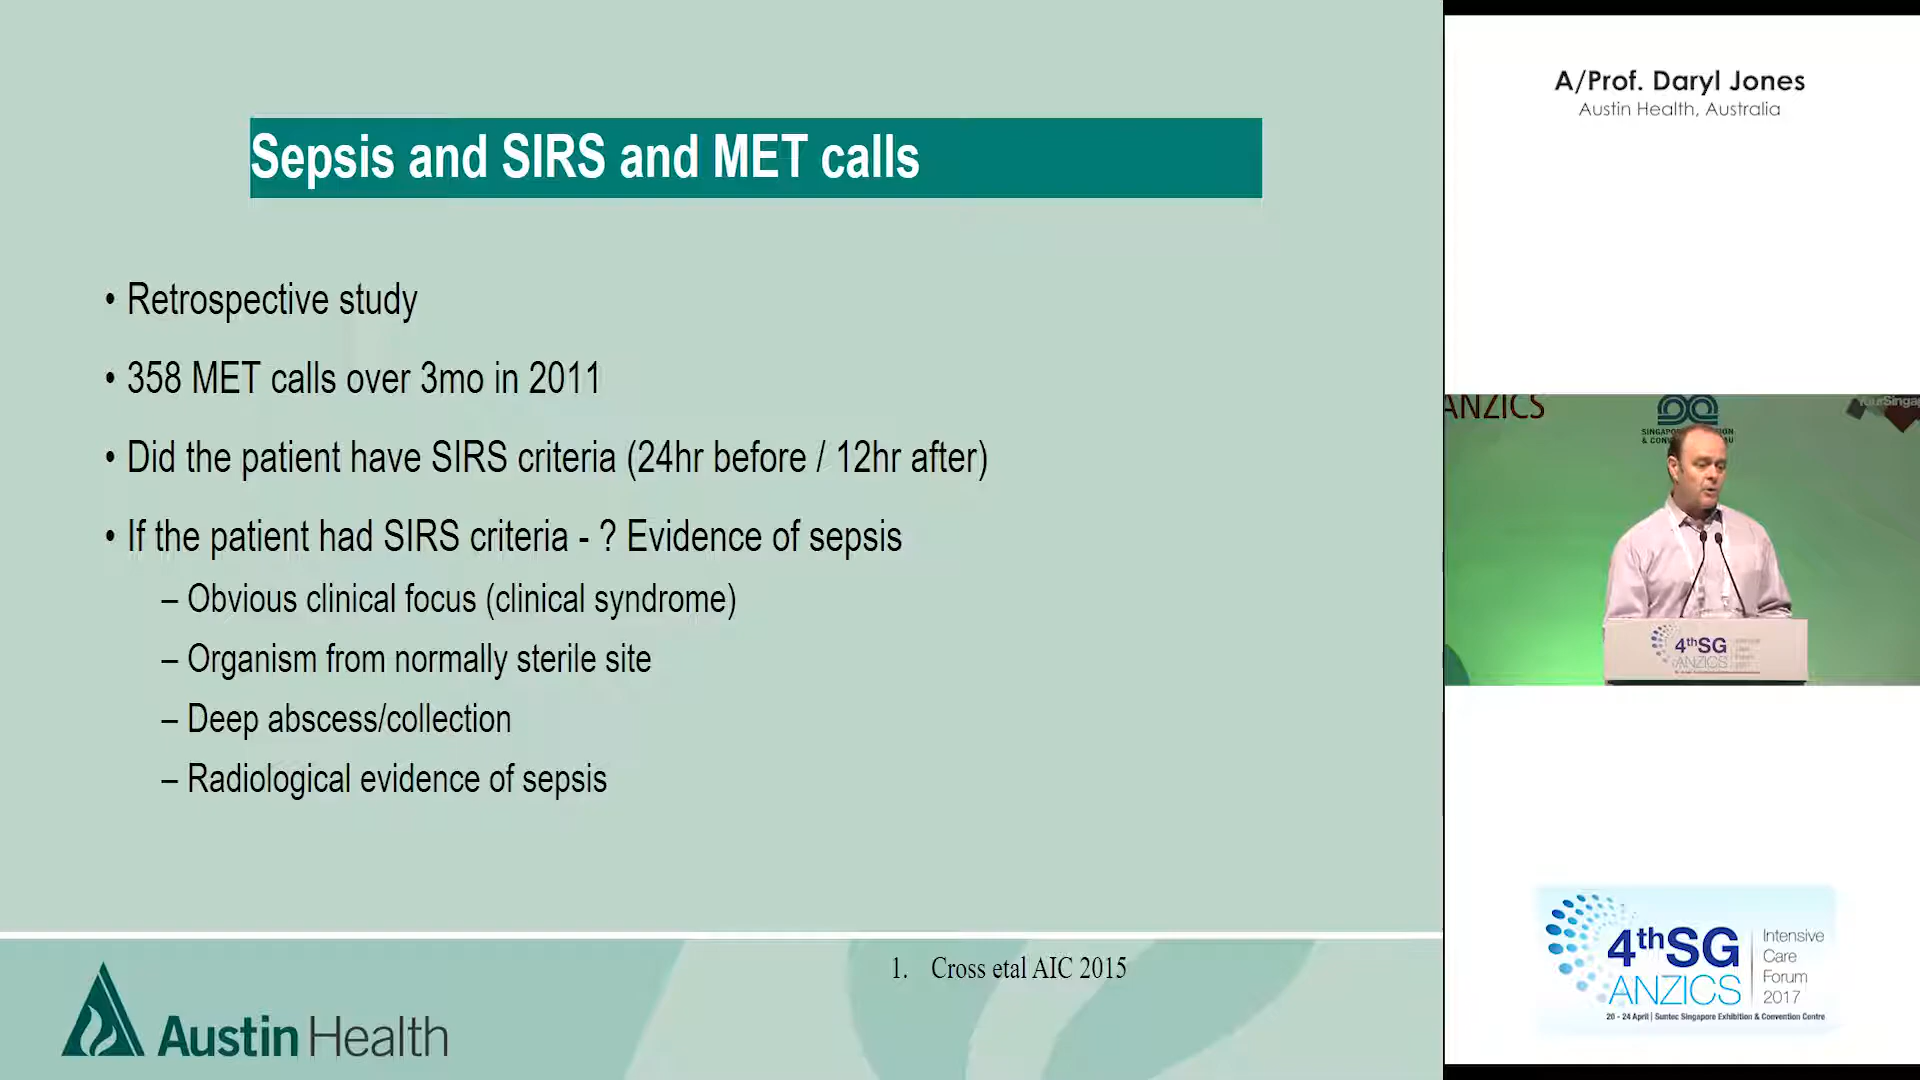 Sepsis and SIRS and MET calls
• Retrospective study
• 358 MET calls over 3mo in 2011
• Did the patient have SIRS criteria (24hr before / 12hr after)
• If the patient had SIRS criteria - ? Evidence of sepsis
– Obvious clinical focus (clinical syndrome)
– Organism from normally sterile site
– Deep abscess/collection
– Radiological evidence of sepsis
1. Cross etal AIC 2015
Austin Health
A/Prof. Daryl Jones
Austin Health, Australia
ANZICS
4thSG
ANZICS
4thSG
ANZICS
Intensive
Care
Forum
2017
20 - 24 April | Suntec Singapore Exhibition & Convention Centre